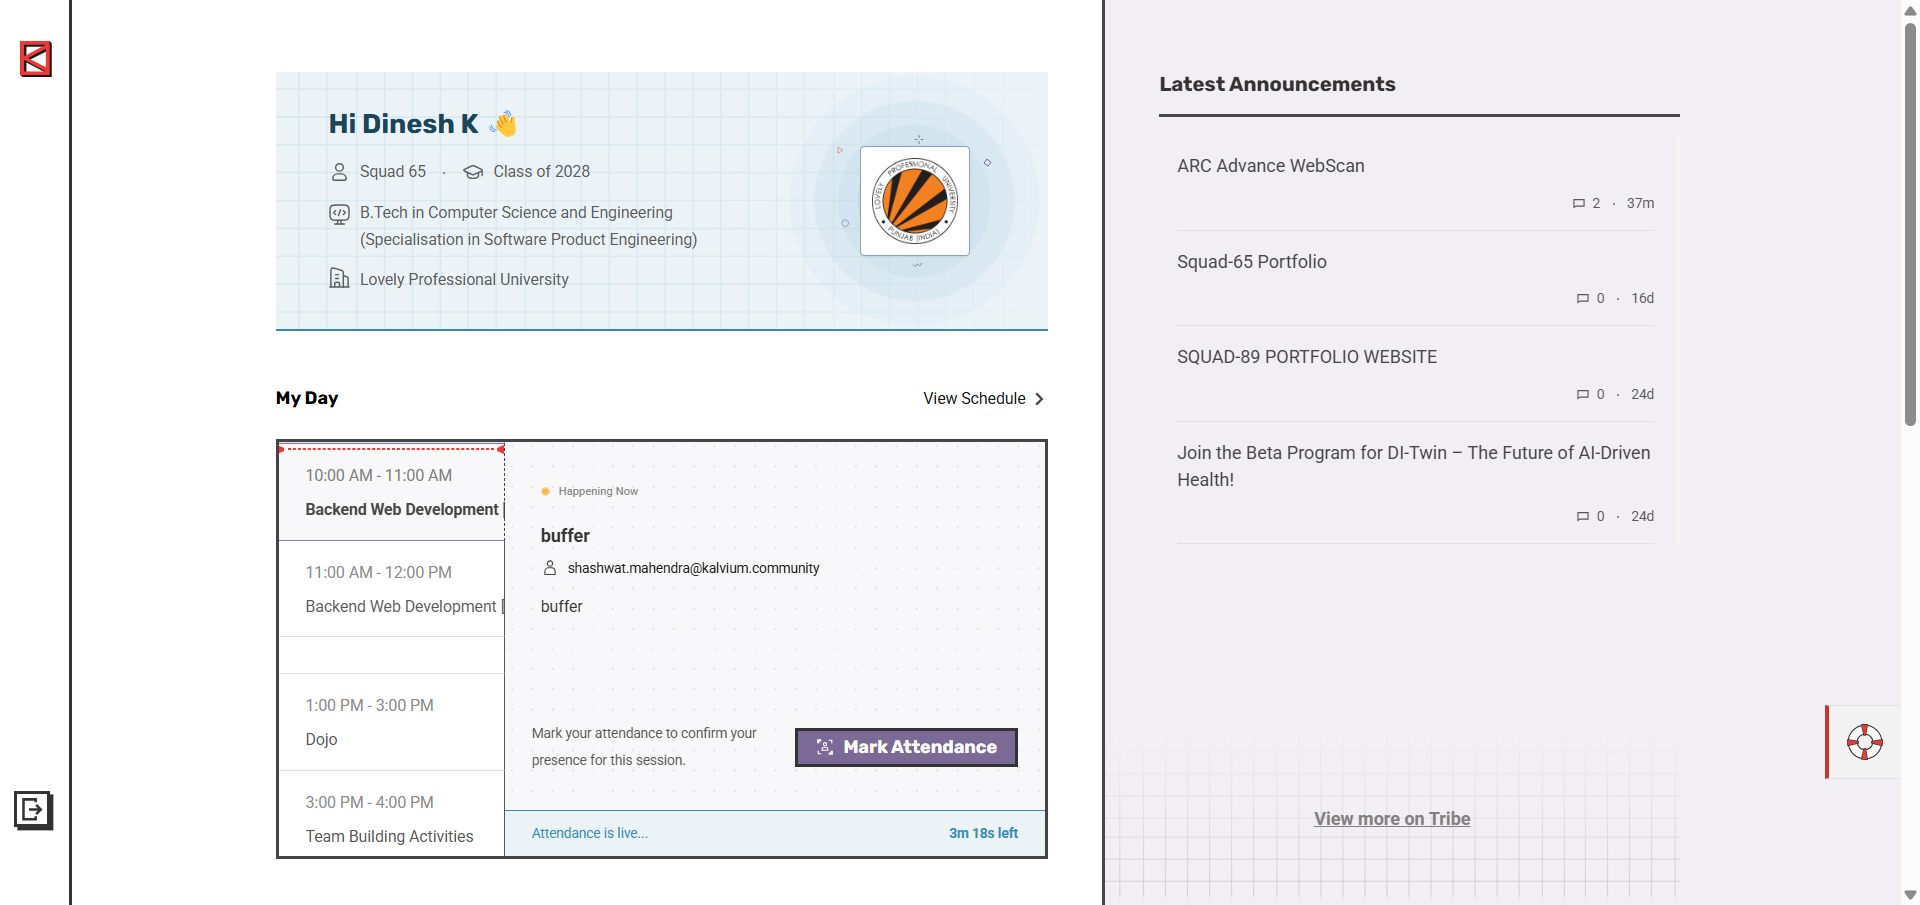 Hi Dinesh K 👋
Squad 65 · Class of 2028
B.Tech in Computer Science and Engineering
(Specialisation in Software Product Engineering)
Lovely Professional University
LOVELY PROFESSIONAL UNIVERSITY
PUNJAB (INDIA)
My Day
View Schedule
10:00 AM - 11:00 AM
Backend Web Development [
11:00 AM - 12:00 PM
Backend Web Development [
1:00 PM - 3:00 PM
Dojo
3:00 PM - 4:00 PM
Team Building Activities
Happening Now
buffer
shashwat.mahendra@kalvium.community
buffer
Mark your attendance to confirm your
presence for this session.
Mark Attendance
Attendance is live...
3m 18s left
Latest Announcements
ARC Advance WebScan
2 · 37m
Squad-65 Portfolio
0 · 16d
SQUAD-89 PORTFOLIO WEBSITE
0 · 24d
Join the Beta Program for DI-Twin – The Future of AI-Driven
Health!
0 · 24d
View more on Tribe